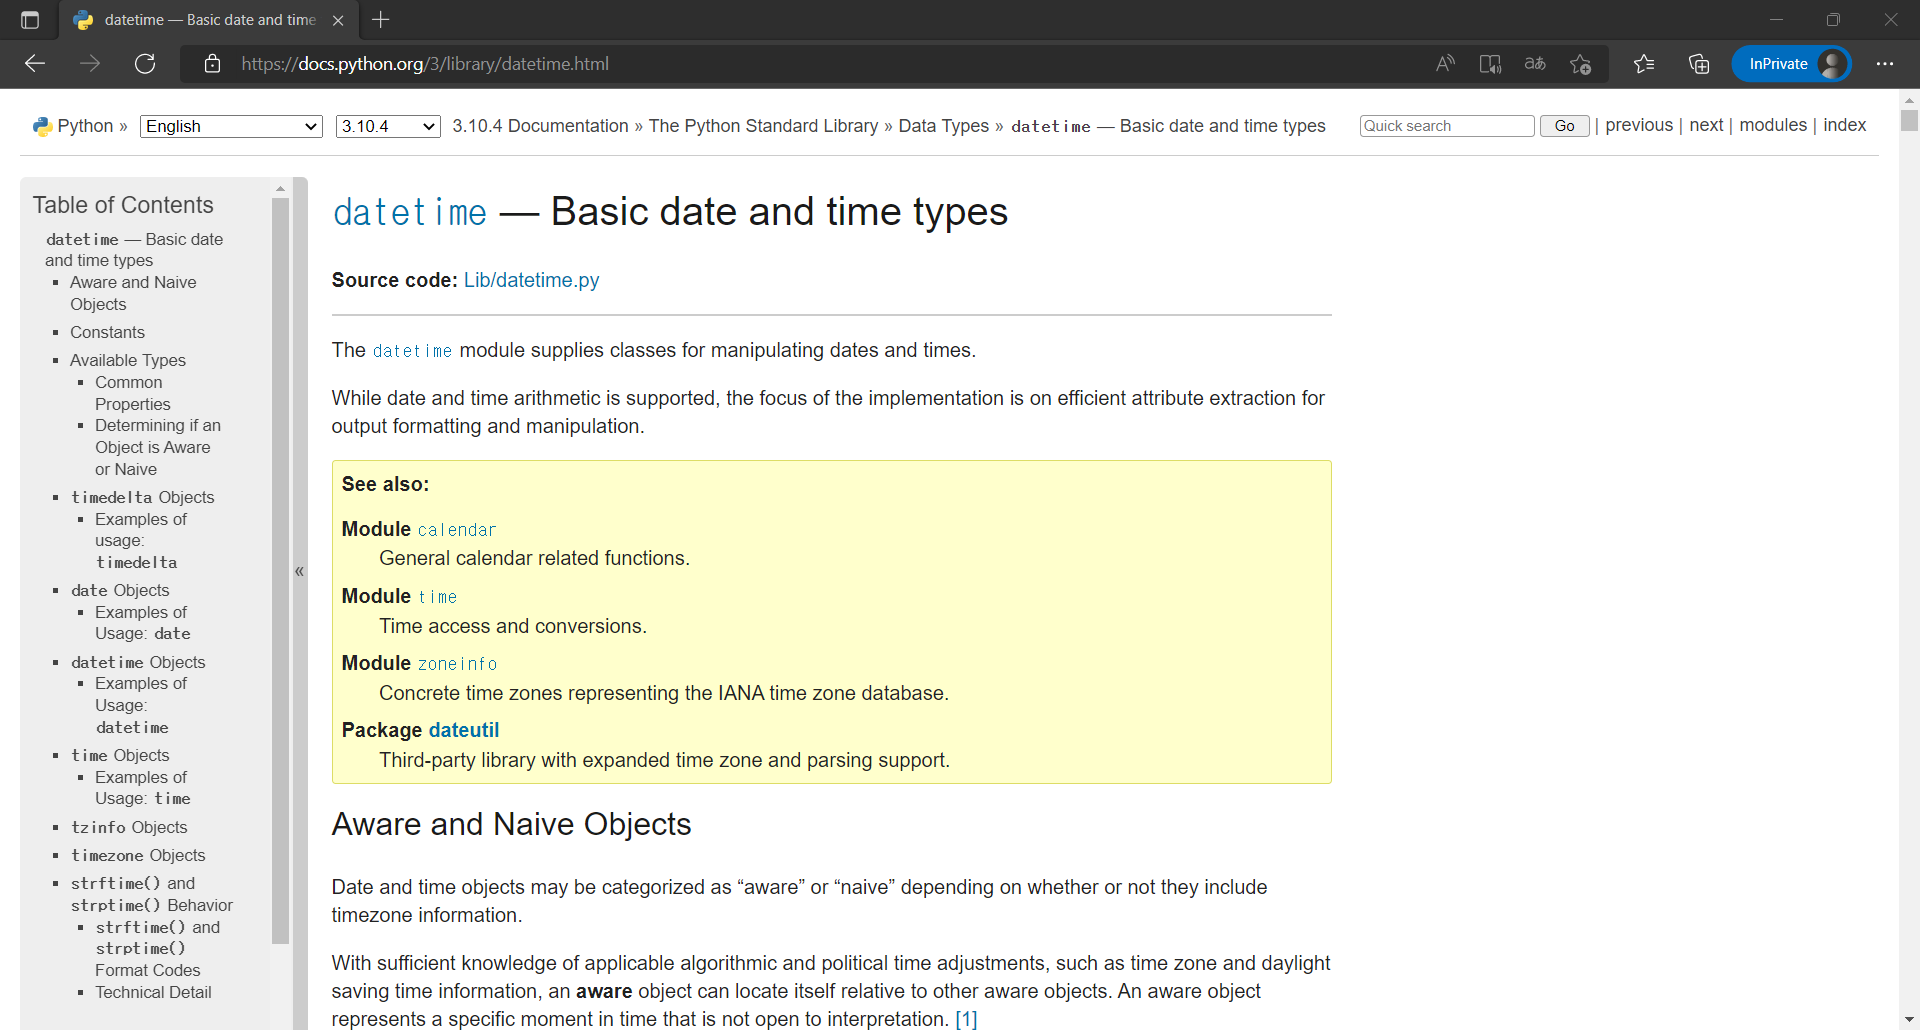 datetime — Basic date and time
https://docs.python.org/3/library/datetime.html
InPrivate
Python » English 3.10.4 3.10.4 Documentation » The Python Standard Library » Data Types » datetime — Basic date and time types Quick search Go | previous | next | modules | index
Table of Contents
datetime — Basic date
and time types
Aware and Naive
Objects
Constants
Available Types
Common
Properties
Determining if an
Object is Aware
or Naive
timedelta Objects
Examples of
usage:
timedelta
date Objects
Examples of
Usage: date
datetime Objects
Examples of
Usage:
datetime
time Objects
Examples of
Usage: time
tzinfo Objects
timezone Objects
strftime() and
strptime() Behavior
strftime() and
strptime()
Format Codes
Technical Detail
«
datetime — Basic date and time types
Source code: Lib/datetime.py
The datetime module supplies classes for manipulating dates and times.
While date and time arithmetic is supported, the focus of the implementation is on efficient attribute extraction for
output formatting and manipulation.
See also:
Module calendar
General calendar related functions.
Module time
Time access and conversions.
Module zoneinfo
Concrete time zones representing the IANA time zone database.
Package dateutil
Third-party library with expanded time zone and parsing support.
Aware and Naive Objects
Date and time objects may be categorized as “aware” or “naive” depending on whether or not they include
timezone information.
With sufficient knowledge of applicable algorithmic and political time adjustments, such as time zone and daylight
saving time information, an aware object can locate itself relative to other aware objects. An aware object
represents a specific moment in time that is not open to interpretation. [1]